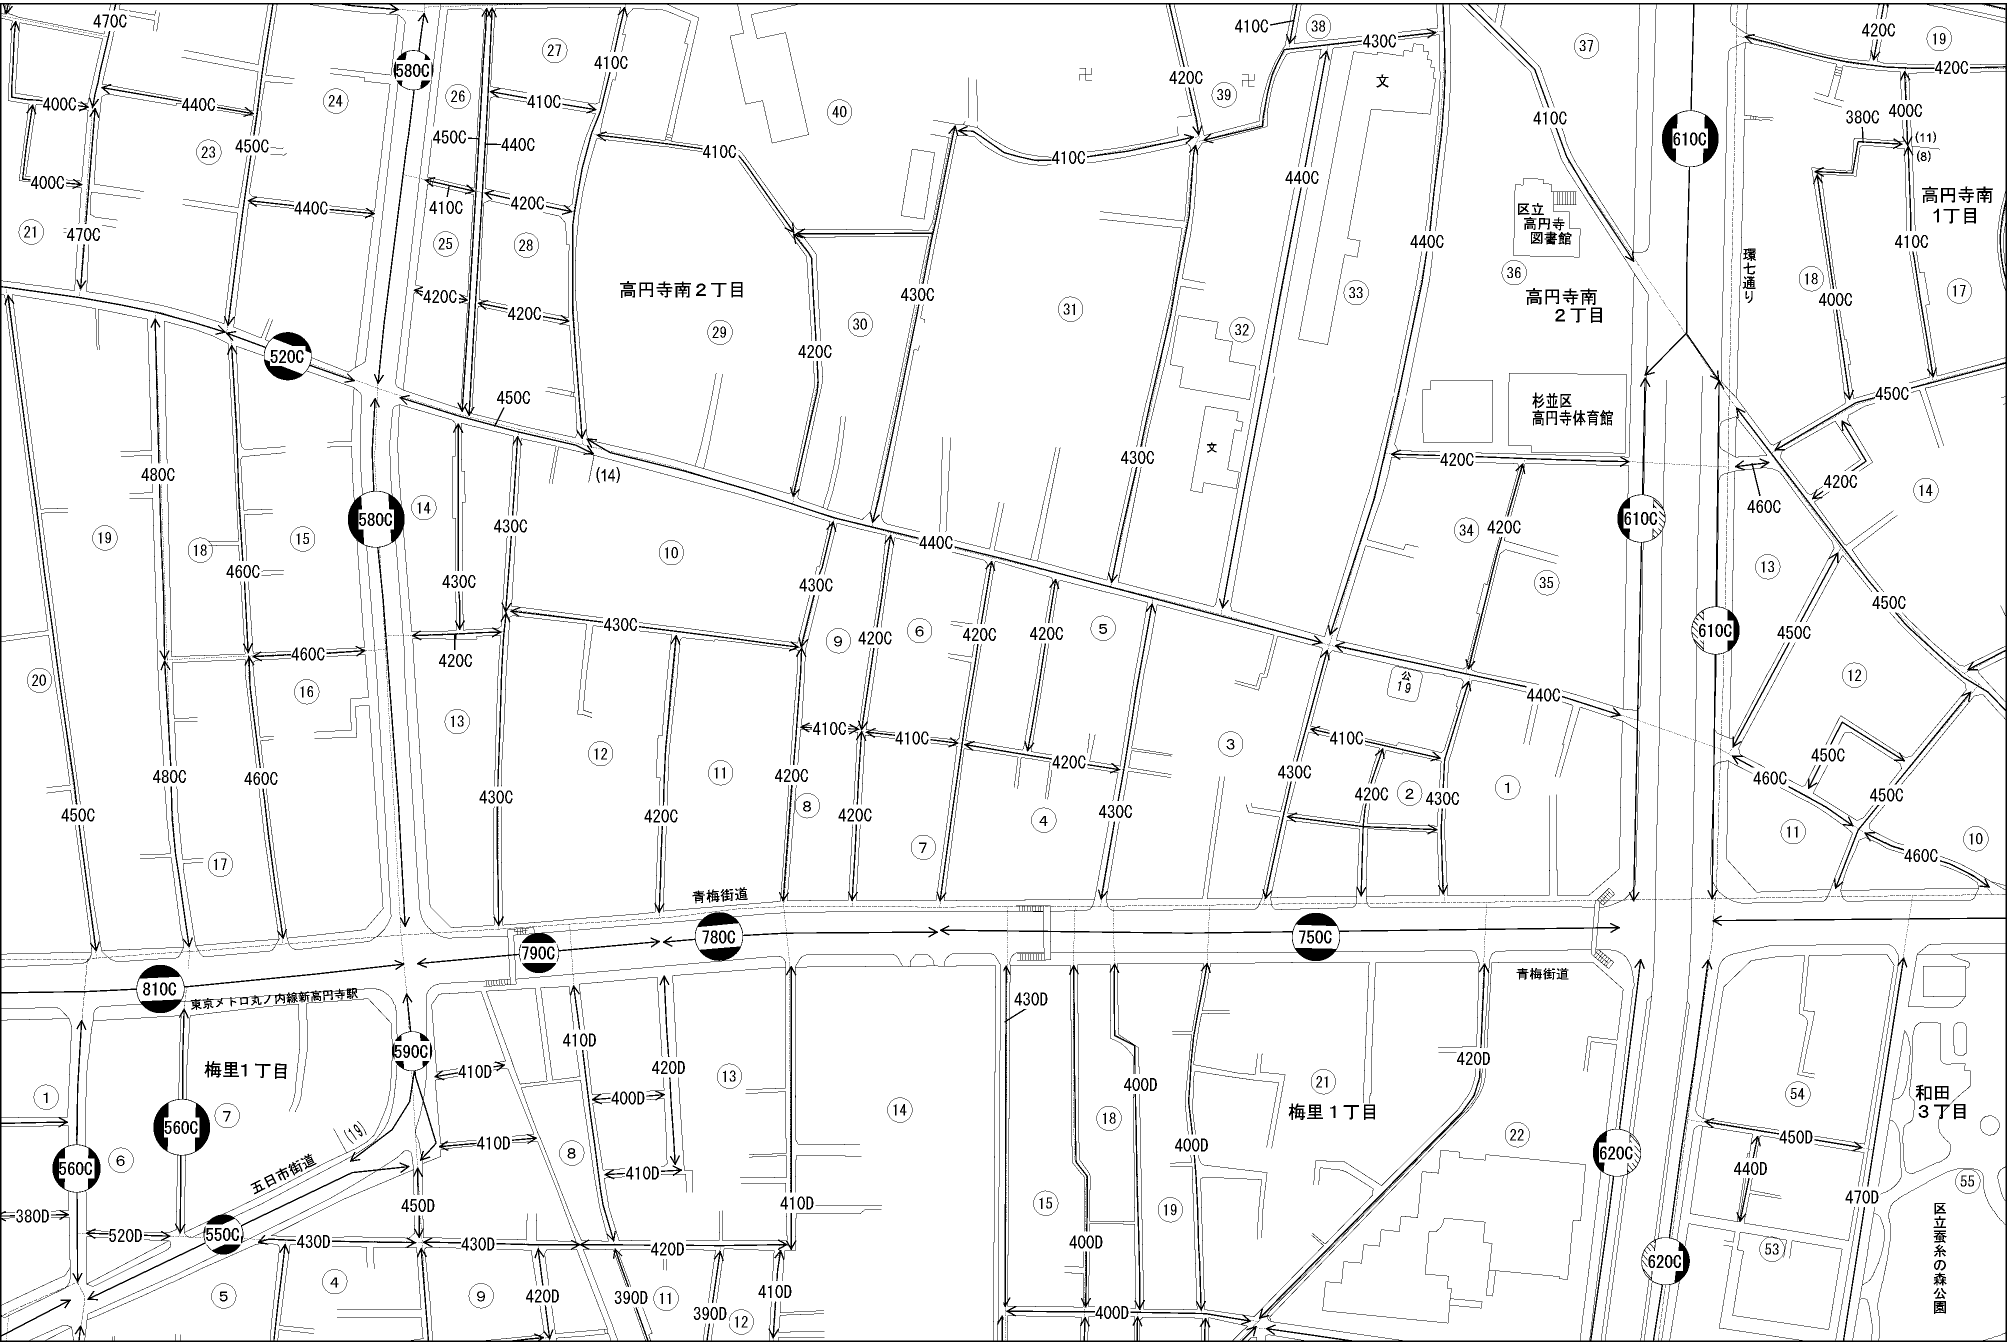 470C
580C
27
410C
410C
38
430C
37
420C
19
420C
400C
440C
24
26
410C
40
卍
420C
卍
39
文
410C
610C
400C
380C
(11)
(8)
23
450C
450C
440C
410C
410C
400C
440C
410C
420C
440C
区立
高円寺
図書館
高円寺南
1丁目
21
470C
25
28
440C
410C
36
環七通り
18
高円寺南2丁目
420C
420C
430C
31
33
高円寺南
2丁目
400C
17
29
30
32
520C
420C
450C
杉並区
高円寺体育館
450C
文
480C
(14)
430C
420C
460C
420C
14
580C
14
430C
610C
19
18
15
10
440C
34
420C
460C
430C
430C
35
13
450C
430C
9
420C
6
420C
420C
5
610C
450C
460C
420C
20
16
公
19
440C
12
13
12
11
410C
410C
3
410C
450C
480C
460C
430C
420C
8
420C
430C
460C
450C
450C
420C
420C
4
430C
420C
2
430C
1
11
10
17
7
460C
青梅街道
790C
780C
750C
青梅街道
810C
東京メトロ丸ノ内線新高円寺駅
430D
590C
410D
梅里1丁目
410D
420D
13
420D
400D
400D
21
54
和田
3丁目
1
560C
7
14
18
梅里1丁目
(19)
410D
8
400D
22
450D
6
560C
五日市街道
410D
620C
440D
55
450D
410D
15
19
470D
区立蚕糸の森公園
380D
520D
550C
430D
430D
420D
400D
53
620C
5
4
9
420D
390D
11
390D
12
410D
400D